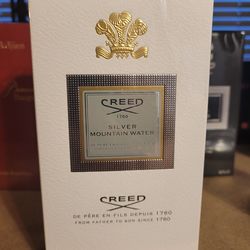 CREED
1760
SILVER
MOUNTAIN WATER
CREED
DE PÈRE EN FILS DEPUIS 1760
FROM FATHER TO SON SINCE 1760